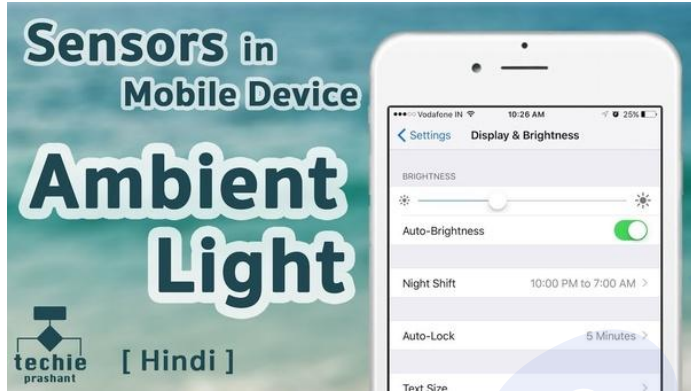 Sensors in
Mobile Device
Ambient
Light
techie
prashant
[ Hindi ]
Vodafone IN
10:26 AM
25%
Settings
Display & Brightness
BRIGHTNESS
Auto-Brightness
Night Shift
10:00 PM to 7:00 AM
Auto-Lock
5 Minutes
Text Size